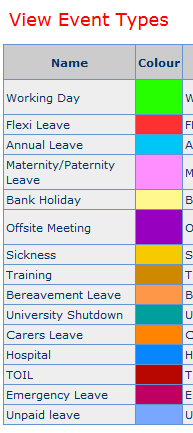 View Event Types
Name Colour
Working Day W
Flexi Leave Fl
Annual Leave A
Maternity/Paternity
Leave M
Bank Holiday B
Offsite Meeting O
Sickness S
Training T
Bereavement Leave B
University Shutdown U
Carers Leave C
Hospital H
TOIL T
Emergency Leave E
Unpaid leave U